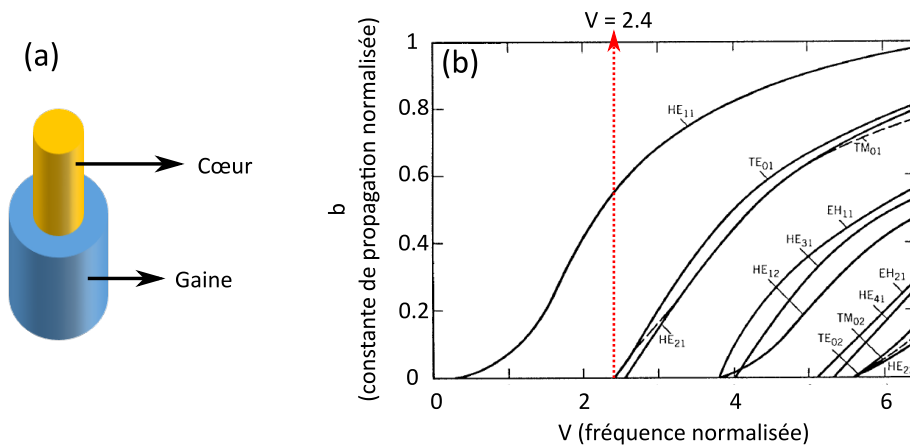 (a)
Cœur
Gaine
V = 2.4
(b)
b
(constante de propagation normalisée)
1
0.8
0.6
0.4
0.2
0
0
2
4
6
V (fréquence normalisée)
HE11
TE01
TM01
HE21
EH11
HE31
HE12
EH21
HE41
TM02
TE02